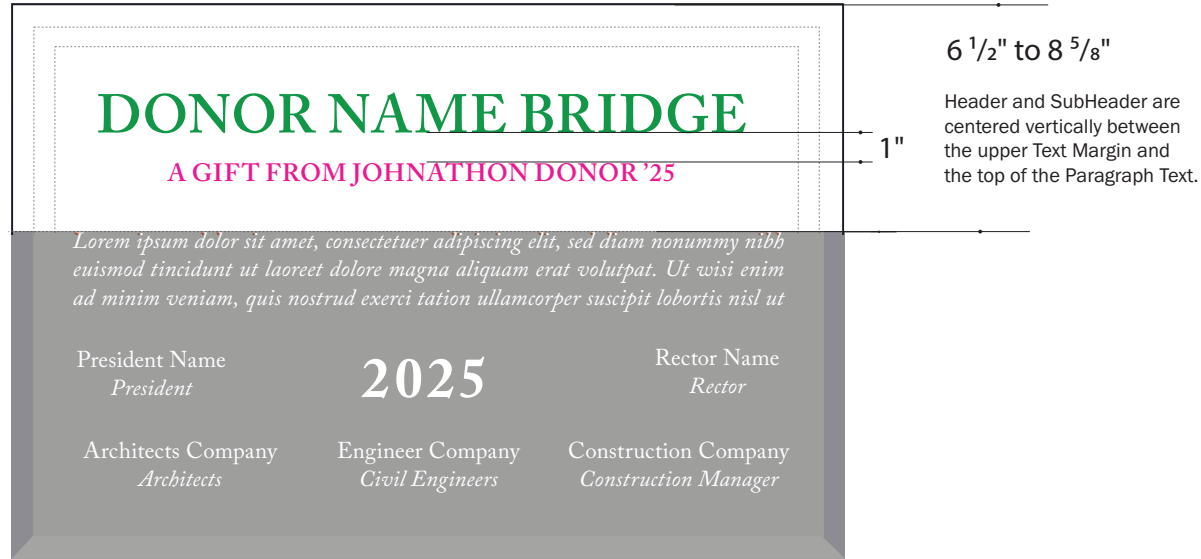 6 1/2" to 8 5/8"
Header and SubHeader are
centered vertically between
the upper Text Margin and
the top of the Paragraph Text.
DONOR NAME BRIDGE
1"
A GIFT FROM JOHNATHON DONOR ’25
Lorem ipsum dolor sit amet, consectetuer adipiscing elit, sed diam nonummy nibh
euismod tincidunt ut laoreet dolore magna aliquam erat volutpat. Ut wisi enim
ad minim veniam, quis nostrud exerci tation ullamcorper suscipit lobortis nisl ut
President Name
President
2025
Rector Name
Rector
Architects Company
Architects
Engineer Company
Civil Engineers
Construction Company
Construction Manager